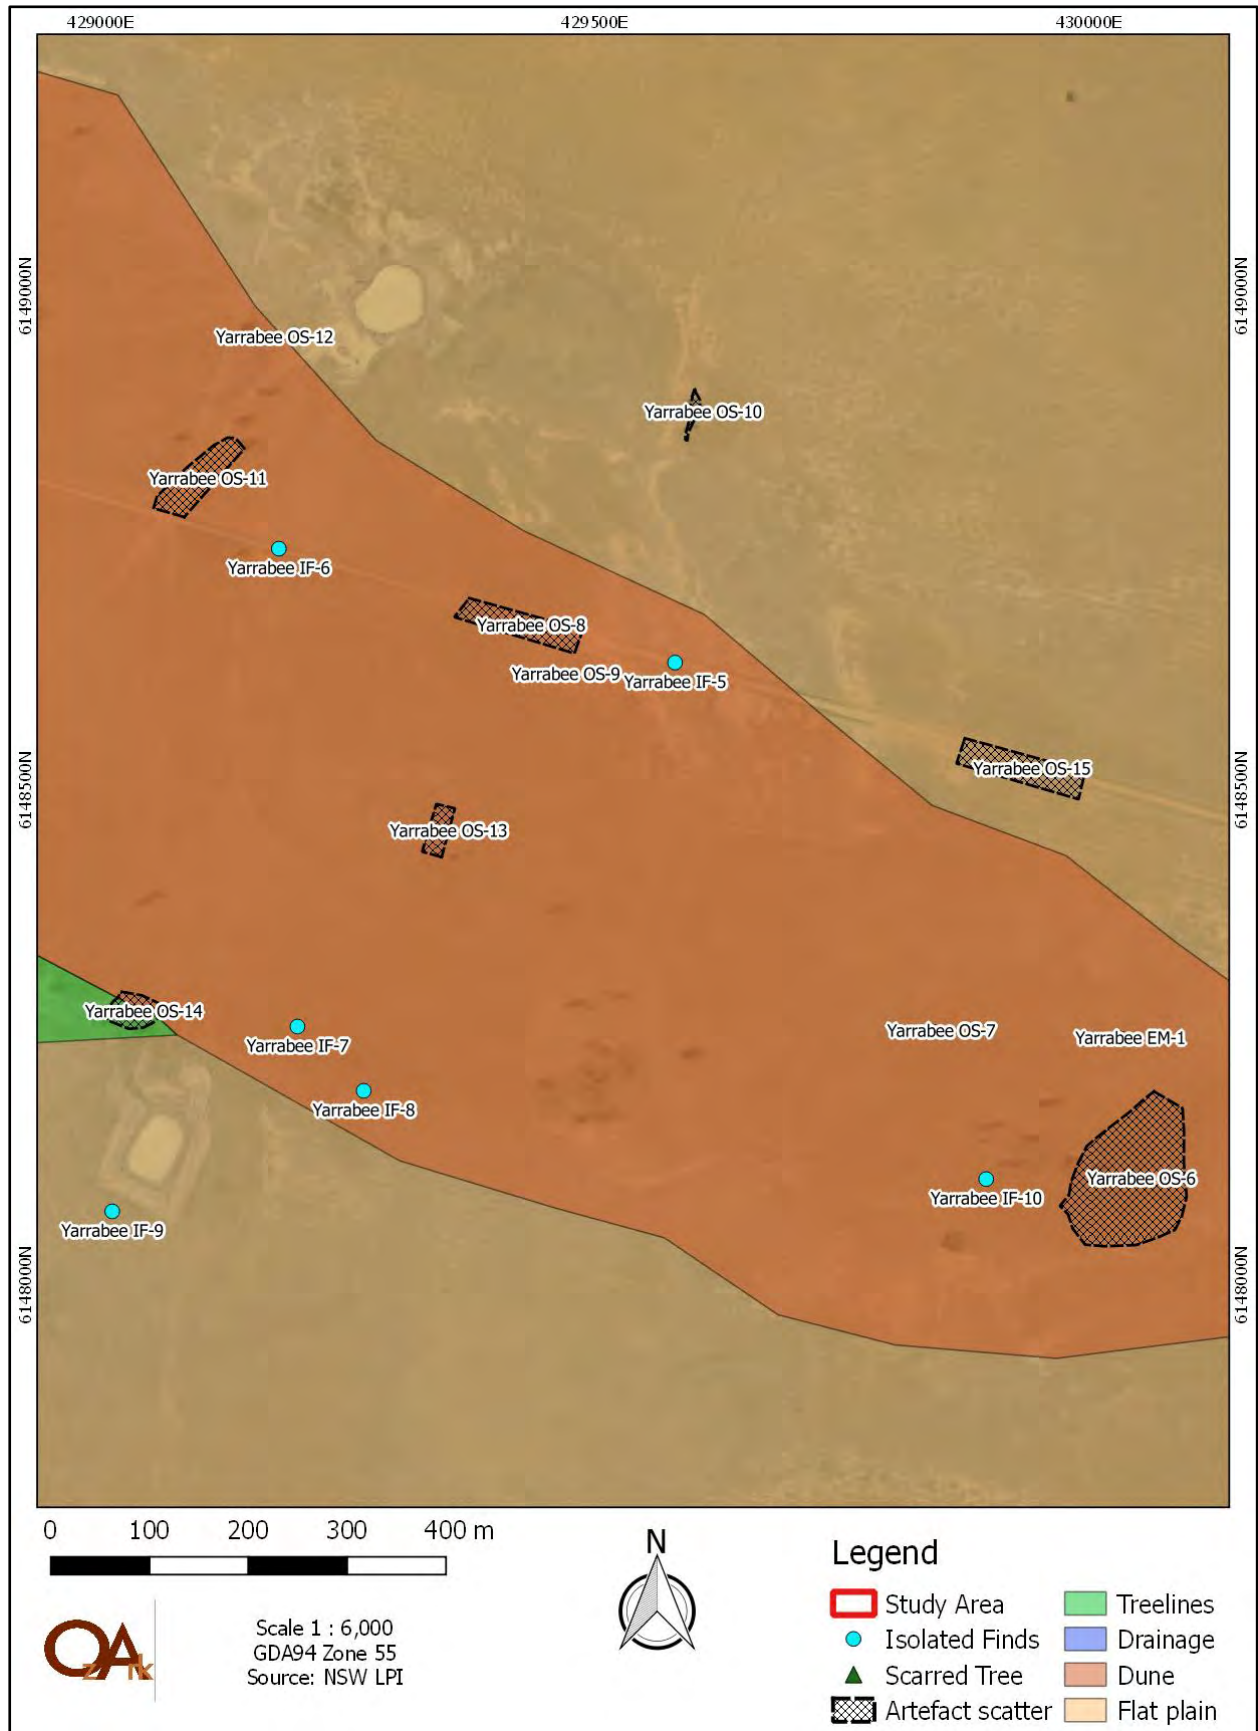 429000E 429500E 430000E
6149000N 6149000N
Yarrabee OS-12
Yarrabee OS-10
Yarrabee OS-11
Yarrabee IF-6
Yarrabee OS-8
Yarrabee OS-9 Yarrabee IF-5
6148500N 6148500N
Yarrabee OS-15
Yarrabee OS-13
Yarrabee OS-14
Yarrabee OS-7 Yarrabee EM-1
Yarrabee IF-7
Yarrabee IF-8
Yarrabee OS-6
Yarrabee IF-10
Yarrabee IF-9
6148000N 6148000N
0 100 200 300 400 m
N
OzArk
Scale 1 : 6,000
GDA94 Zone 55
Source: NSW LPI
Legend
Study Area
Isolated Finds
Scarred Tree
Artefact scatter
Treelines
Drainage
Dune
Flat plain